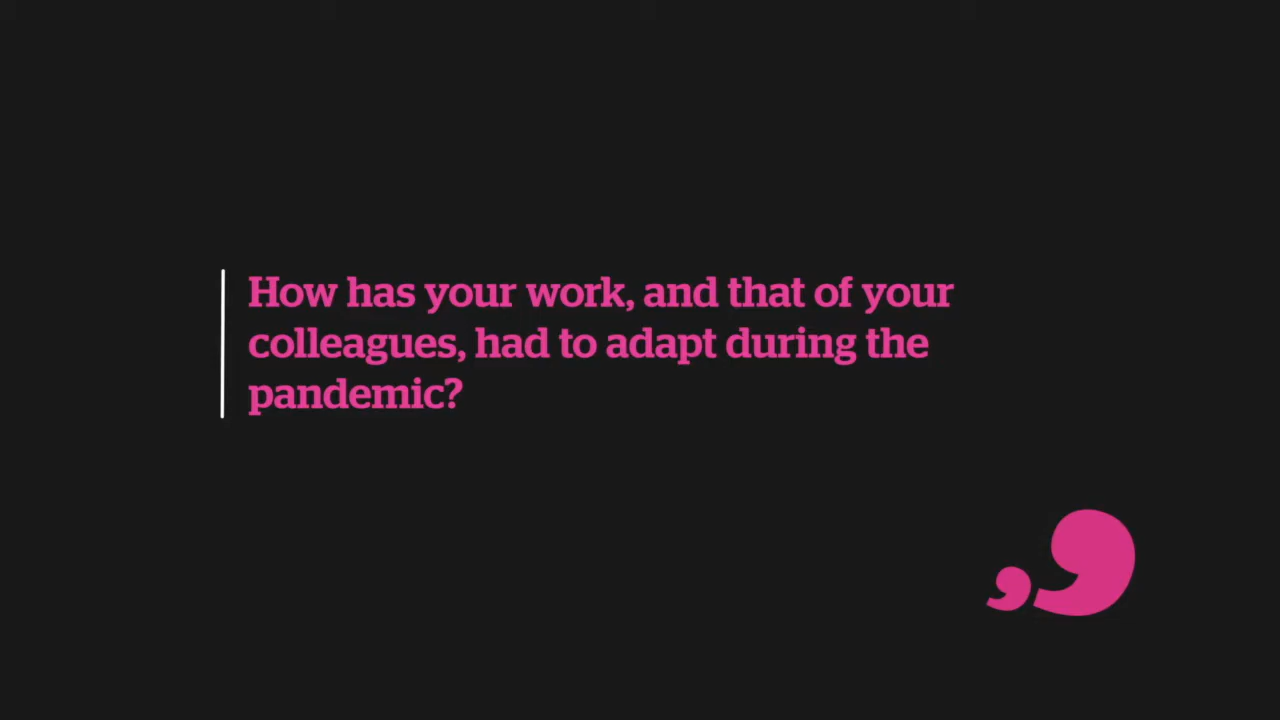 How has your work, and that of your
colleagues, had to adapt during the
pandemic?